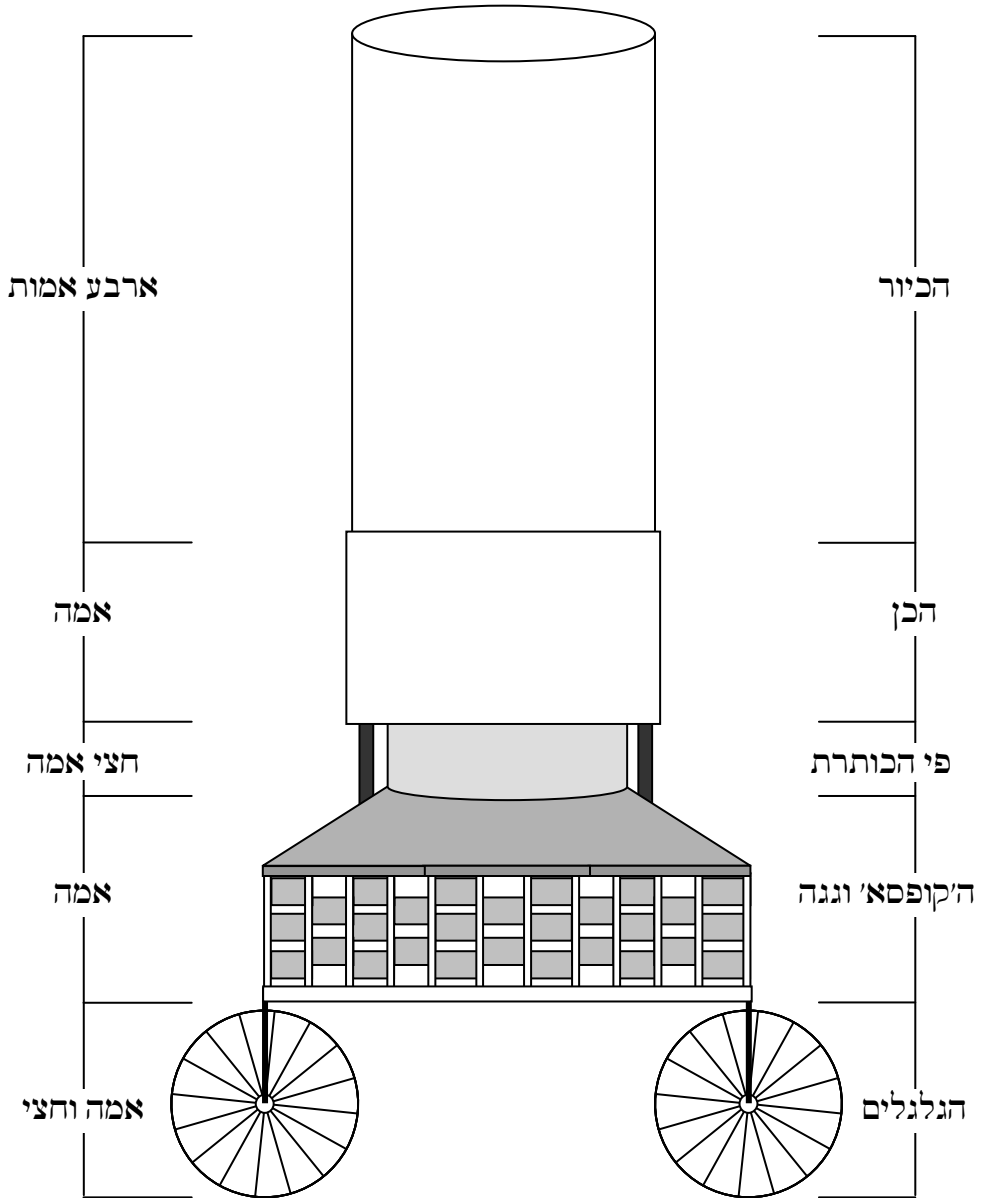 הכיור
ארבע אמות
הכן
אמה
פי הכותרת
חצי אמה
ה'קופסא' וגגה
אמה
הגלגלים
אמה וחצי